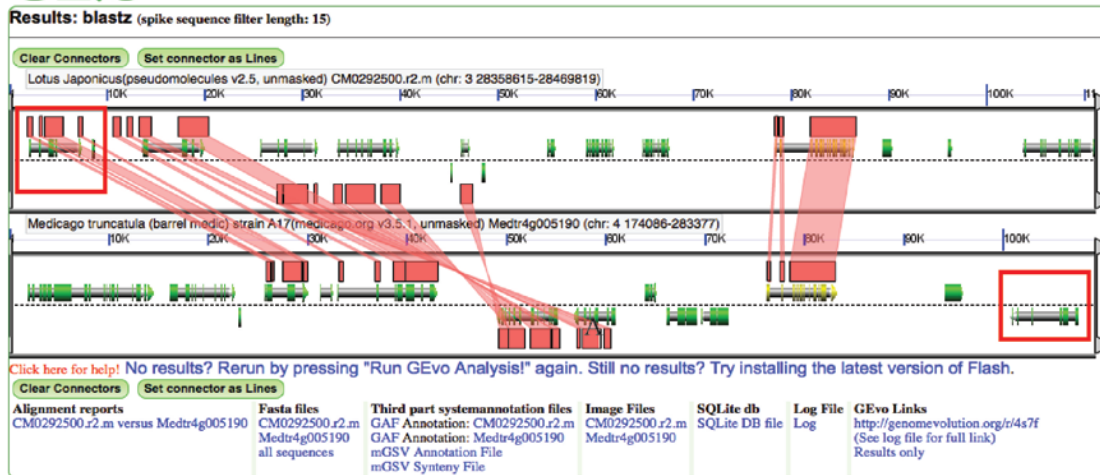 Results: blastz (spike sequence filter length: 15)
Clear Connectors Set connector as Lines
Lotus Japonicus(pseudomolecules v2.5, unmasked) CM0292500.r2.m (chr: 3 28358615-28469819)
10K 20K 30K 40K 50K 60K 70K 80K 90K 100K 11
Medicago truncatula (barrel medic) strain A17(medicago.org v3.5.1, unmasked) Medtr4g005190 (chr: 4 174086-283377)
10K 20K 30K 40K 50K 60K 70K 80K 90K 100K
Click here for help! No results? Rerun by pressing "Run GEvo Analysis!" again. Still no results? Try installing the latest version of Flash.
Clear Connectors Set connector as Lines
Alignment reports Fasta files Third part systemannotation files Image Files SQLite db Log File GEvo Links
CM0292500.r2.m versus Medtr4g005190 CM0292500.r2.m GAF Annotation: CM0292500.r2.m CM0292500.r2.m SQLite DB file Log http://genomevolution.org/r/4s7f
Medtr4g005190 GAF Annotation: Medtr4g005190 Medtr4g005190 (See log file for full link)
all sequences mGSV Annotation File Results only
mGSV Synteny File